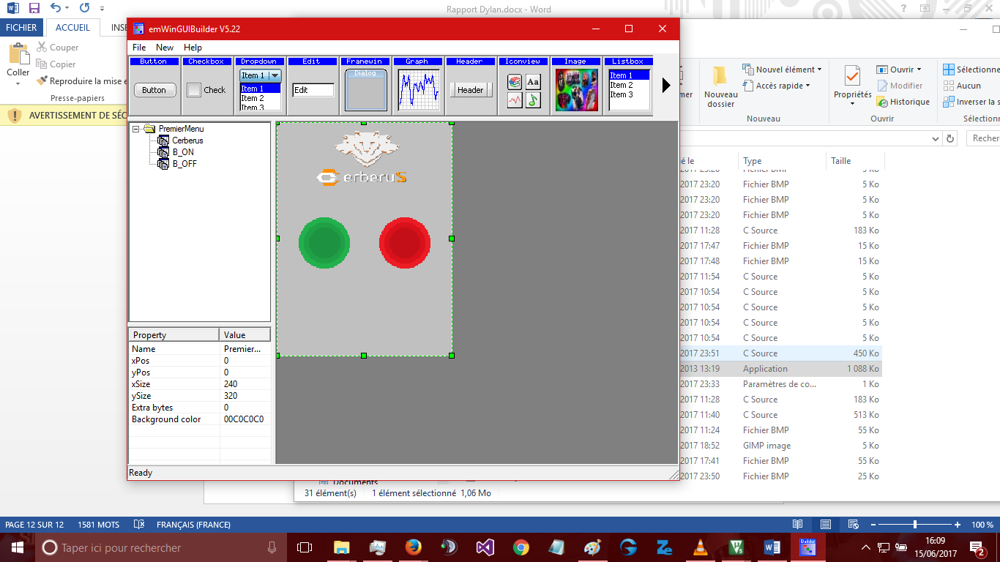 Rapport Dylan.docx - Word
FICHIER ACCUEIL INSE
Coller
Couper
Copier
Reproduire la mise e
Presse-papiers
AVERTISSEMENT DE SÉC
emWinGUIBuilder V5.22
File New Help
Button Checkbox Dropdown Edit Framewin Graph Header Iconview Image Listbox
Button
Check
Item 1
Item 1
Item 2
Item 3
Edit
Dialog
Header
Aa
Item 1
Item 2
Item 3
PremierMenu
Cerberus
B_ON
B_OFF
erberuS
Property Value
Name Premier...
xPos 0
yPos 0
xSize 240
ySize 320
Extra bytes 0
Background color 00C0C0C0
Ready
Nouveau dossier
Nouvel élément
Accès rapide
Nouveau
Propriétés
Ouvrir
Modifier
Historique
Ouvrir
Sélectionne
Aucun
Inverser la s
Sélection
Recher
é le Type Taille
2017 23:20 Fichier BMP 5 Ko
2017 23:20 Fichier BMP 5 Ko
2017 23:20 Fichier BMP 5 Ko
2017 23:20 Fichier BMP 5 Ko
2017 11:28 C Source 183 Ko
2017 17:47 Fichier BMP 15 Ko
2017 17:48 Fichier BMP 15 Ko
2017 11:54 C Source 5 Ko
2017 10:54 C Source 5 Ko
2017 10:54 C Source 5 Ko
2017 10:54 C Source 5 Ko
2017 10:54 C Source 5 Ko
2017 23:51 C Source 450 Ko
2013 13:19 Application 1 088 Ko
2017 23:33 Paramètres de co... 1 Ko
2017 11:28 C Source 183 Ko
2017 11:40 C Source 513 Ko
2017 11:24 Fichier BMP 55 Ko
2017 18:52 GIMP image 5 Ko
2017 17:41 Fichier BMP 55 Ko
2017 23:50 Fichier BMP 25 Ko
Documents
31 élément(s) 1 élément sélectionné 1,06 Mo
PAGE 12 SUR 12 1581 MOTS FRANÇAIS (FRANCE) 100 %
Taper ici pour rechercher
Builder
16:09
15/06/2017
2